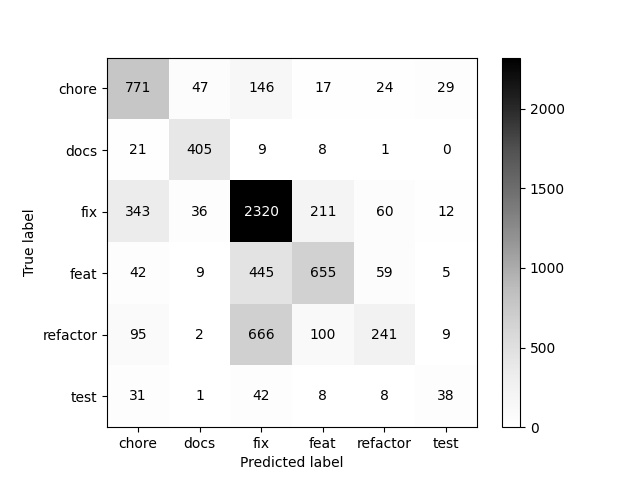 chore 771 47 146 17 24 29
docs 21 405 9 8 1 0
fix 343 36 2320 211 60 12
feat 42 9 445 655 59 5
refactor 95 2 666 100 241 9
test 31 1 42 8 8 38
chore docs fix feat refactor test
Predicted label
True label
2000
1500
1000
500
0